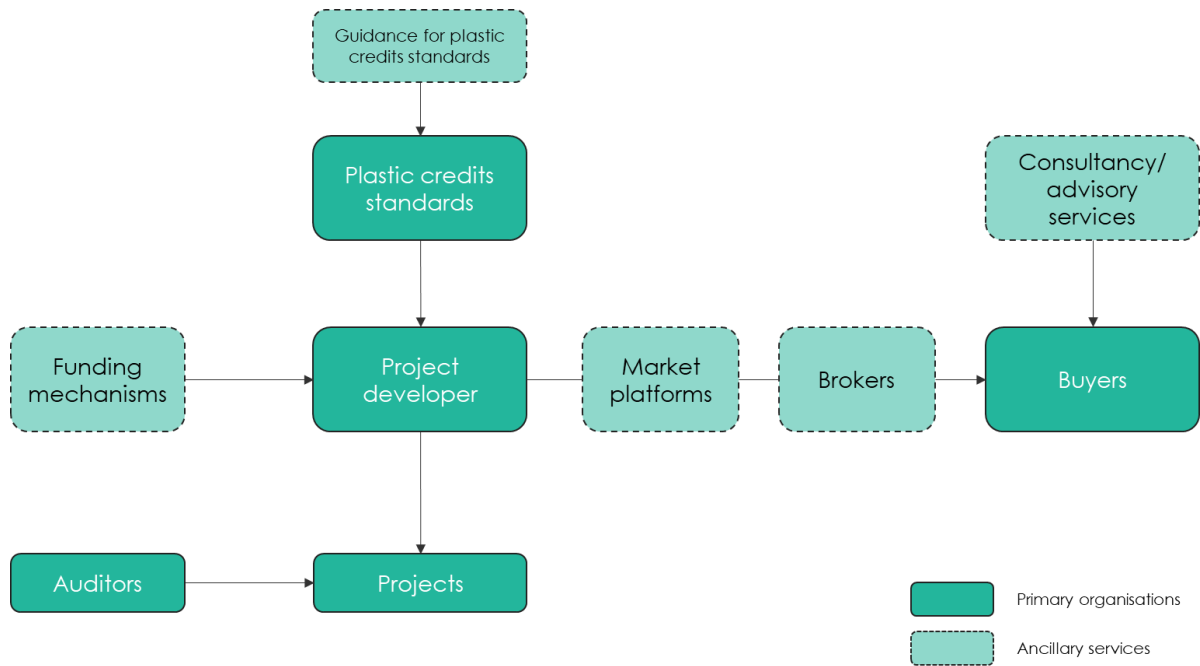 Guidance for plastic
credits standards
Plastic credits
standards
Consultancy/
advisory
services
Funding
mechanisms
Project
developer
Market
platforms
Brokers
Buyers
Auditors
Projects
Primary organisations
Ancillary services